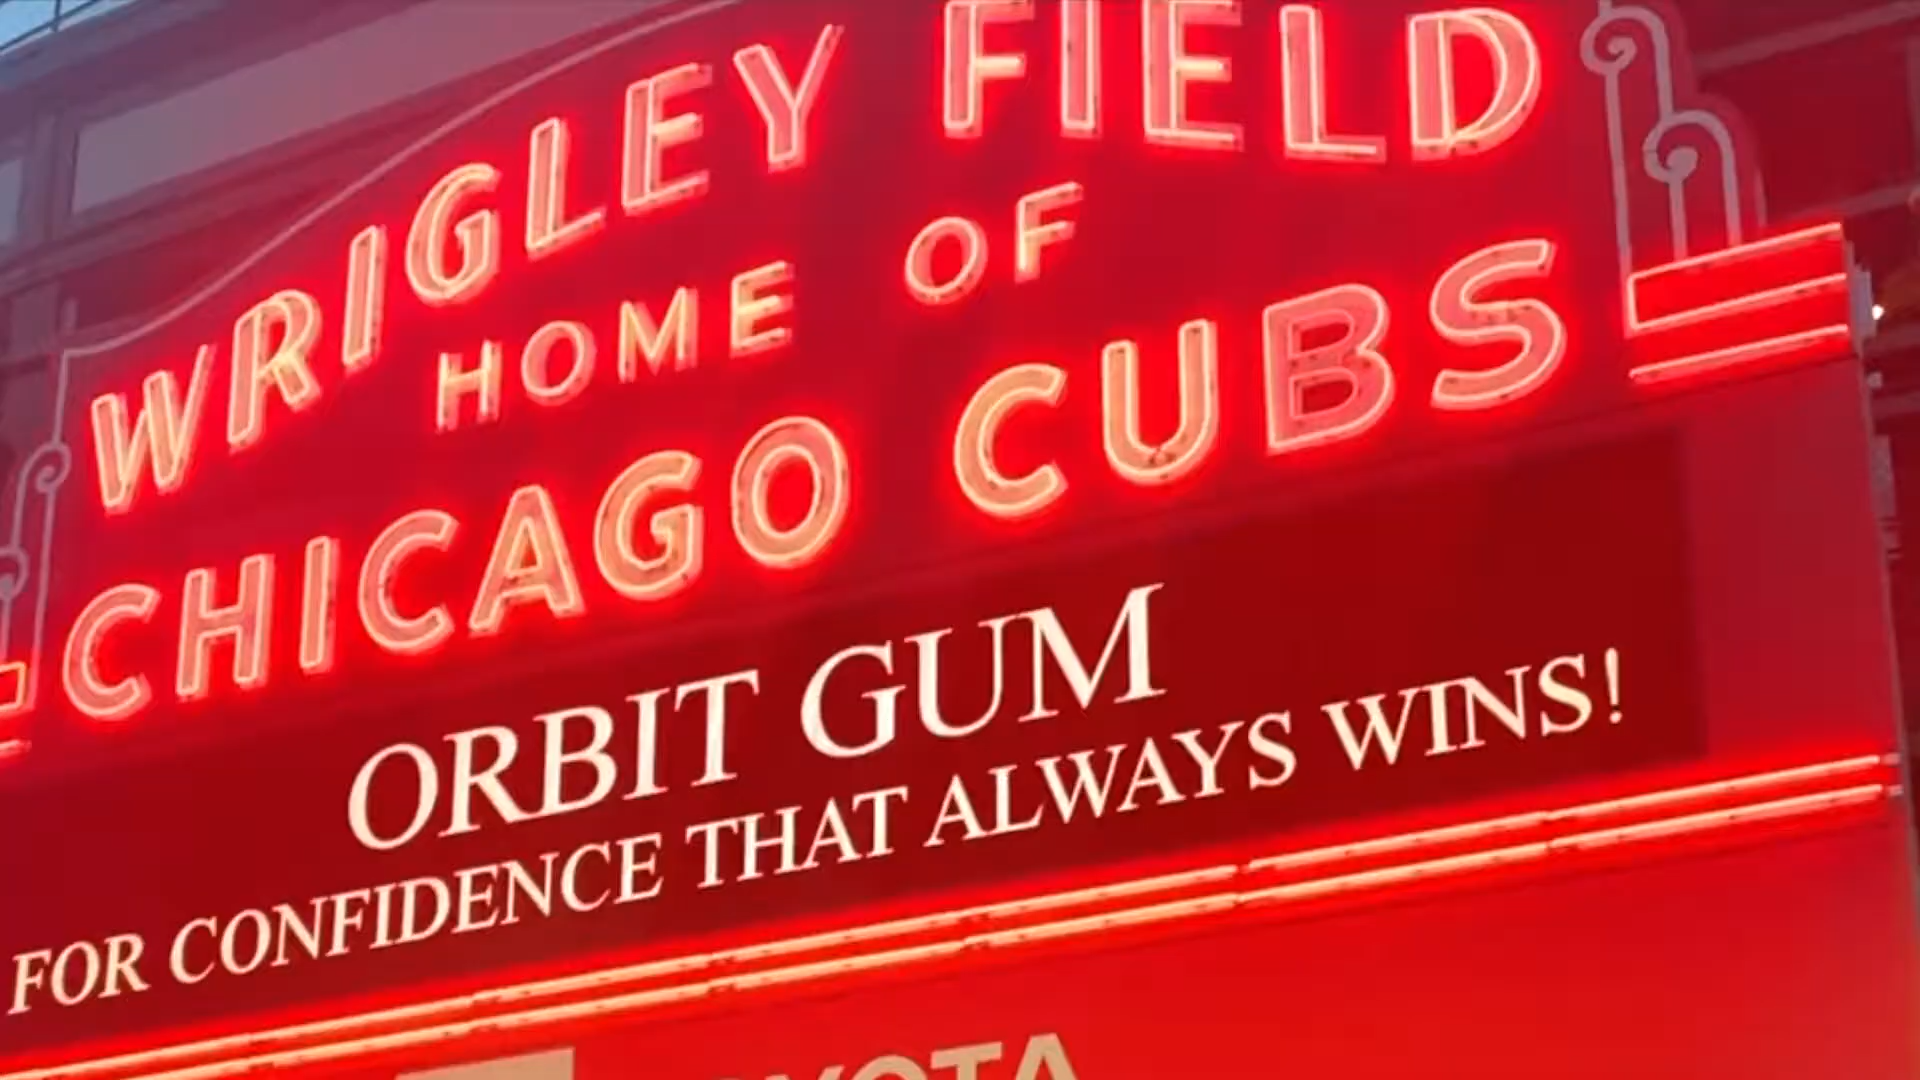 WRIGLEY FIELD
HOME OF
CHICAGO CUBS
ORBIT GUM
FOR CONFIDENCE THAT ALWAYS WINS!